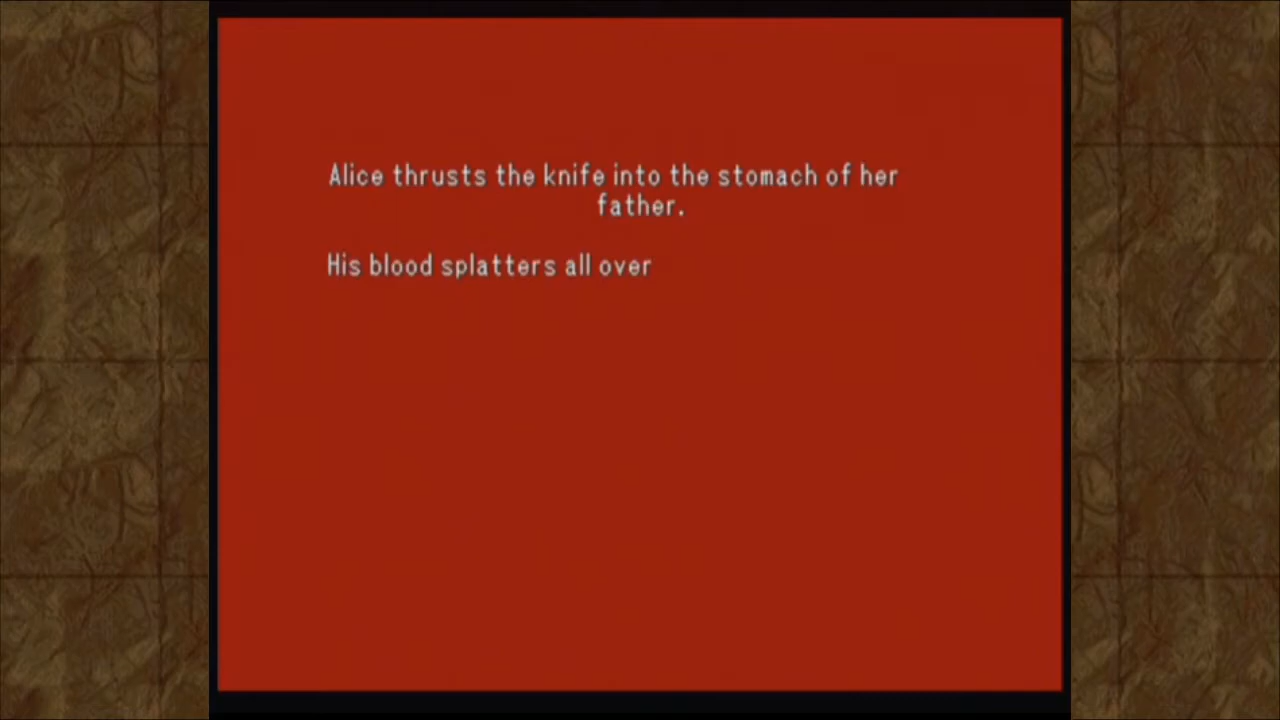 Alice thrusts the knife into the stomach of her
father.
His blood splatters all over